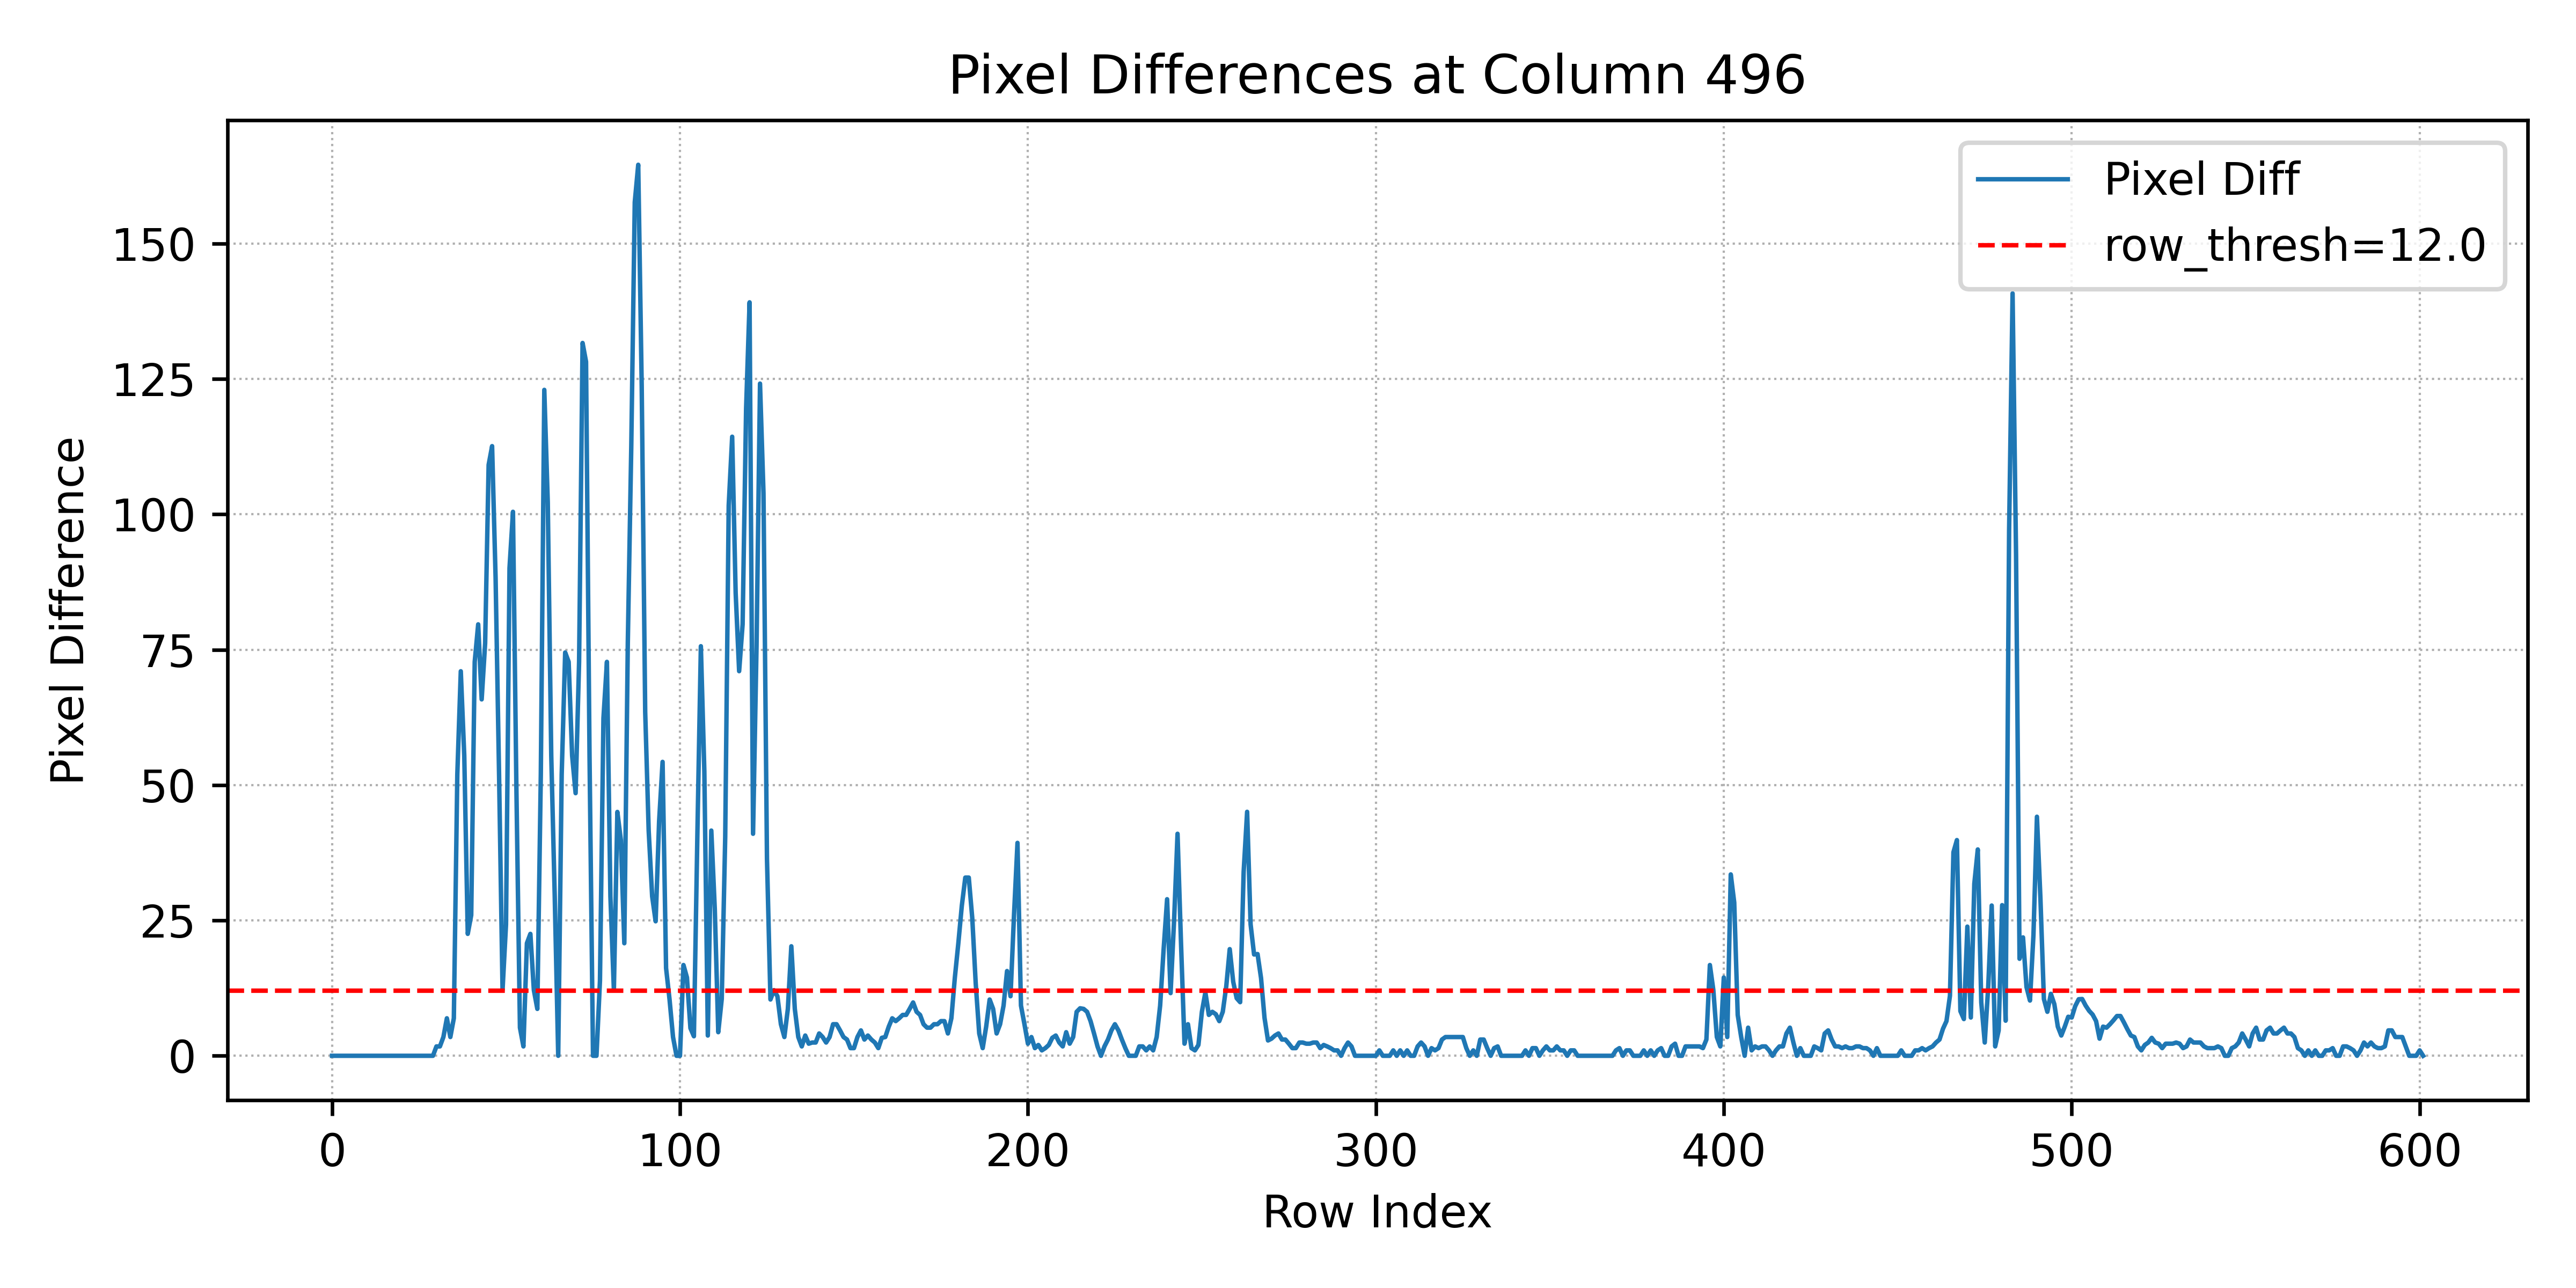 Pixel Differences at Column 496
Pixel Diff
row_thresh=12.0
150
125
100
75
50
25
0
Pixel Difference
0 100 200 300 400 500 600
Row Index